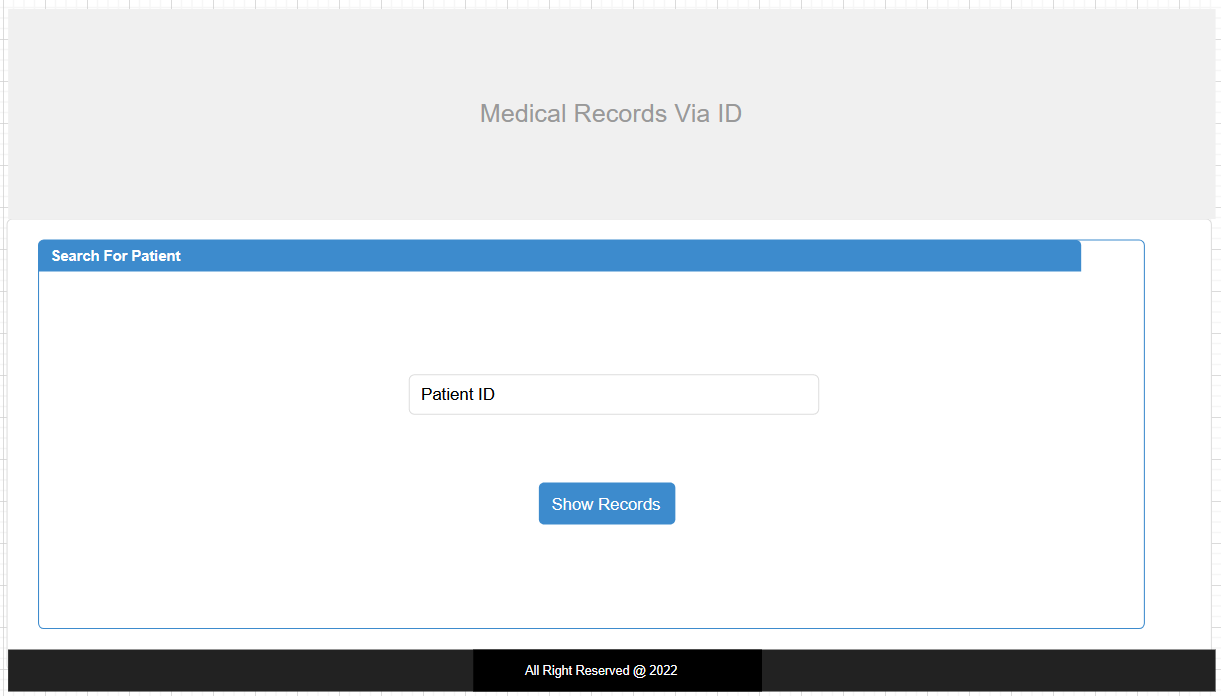 Medical Records Via ID
Search For Patient
Patient ID
Show Records
All Right Reserved @ 2022